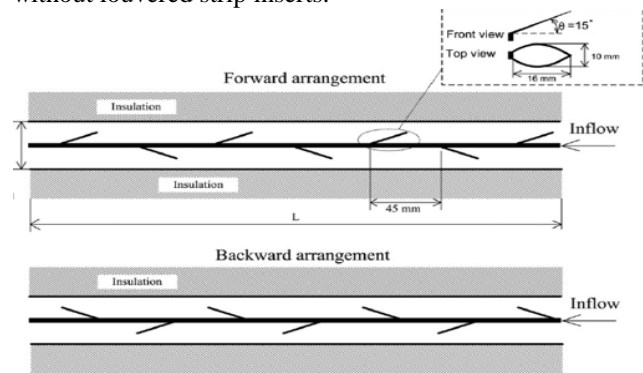 without louvered strip inserts.
Front view
θ=15°
Top view
10 mm
16 mm
Forward arrangement
Insulation
Inflow
Insulation
45 mm
L
Backward arrangement
Insulation
Inflow